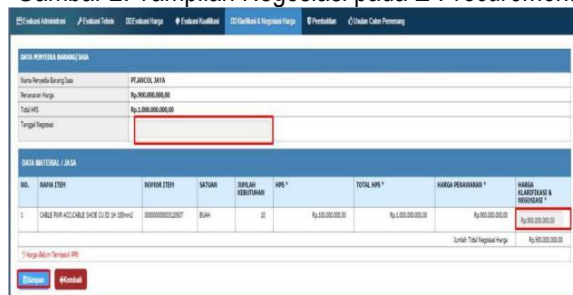 Gambar 2. Tampilan Negosiasi pada E-Procurement
Evaluasi Administrasi Evaluasi Teknis Evaluasi Harga Evaluasi Kualifikasi Klarifikasi & Negosiasi Harga Pembuktian Usulan Calon Pemenang
DATA PENYEDIA BARANG/JASA
Nama Penyedia Barang/Jasa PT.ANCOL JAYA
Penawaran Harga Rp.900.000.000,00
Total HPS Rp.1.000.000.000,00
Tanggal Negosiasi
DATA MATERIAL / JASA
NO. NAMA ITEM NOMOR ITEM SATUAN JUMLAH KEBUTUHAN HPS * TOTAL HPS * HARGA PENAWARAN * HARGA KLARIFIKASI & NEGOSIASI *
1 CABLE PWR ACC;CABLE SHOE CU 1H BUAH 10 Rp.100.000.000,00 Rp.1.000.000.000,00 Rp.900.000.000,00 Rp.900.000.000,00
Jumlah Total Negosiasi Harga Rp.900.000.000,00
*) Harga Belum Termasuk PPN
Simpan Kembali